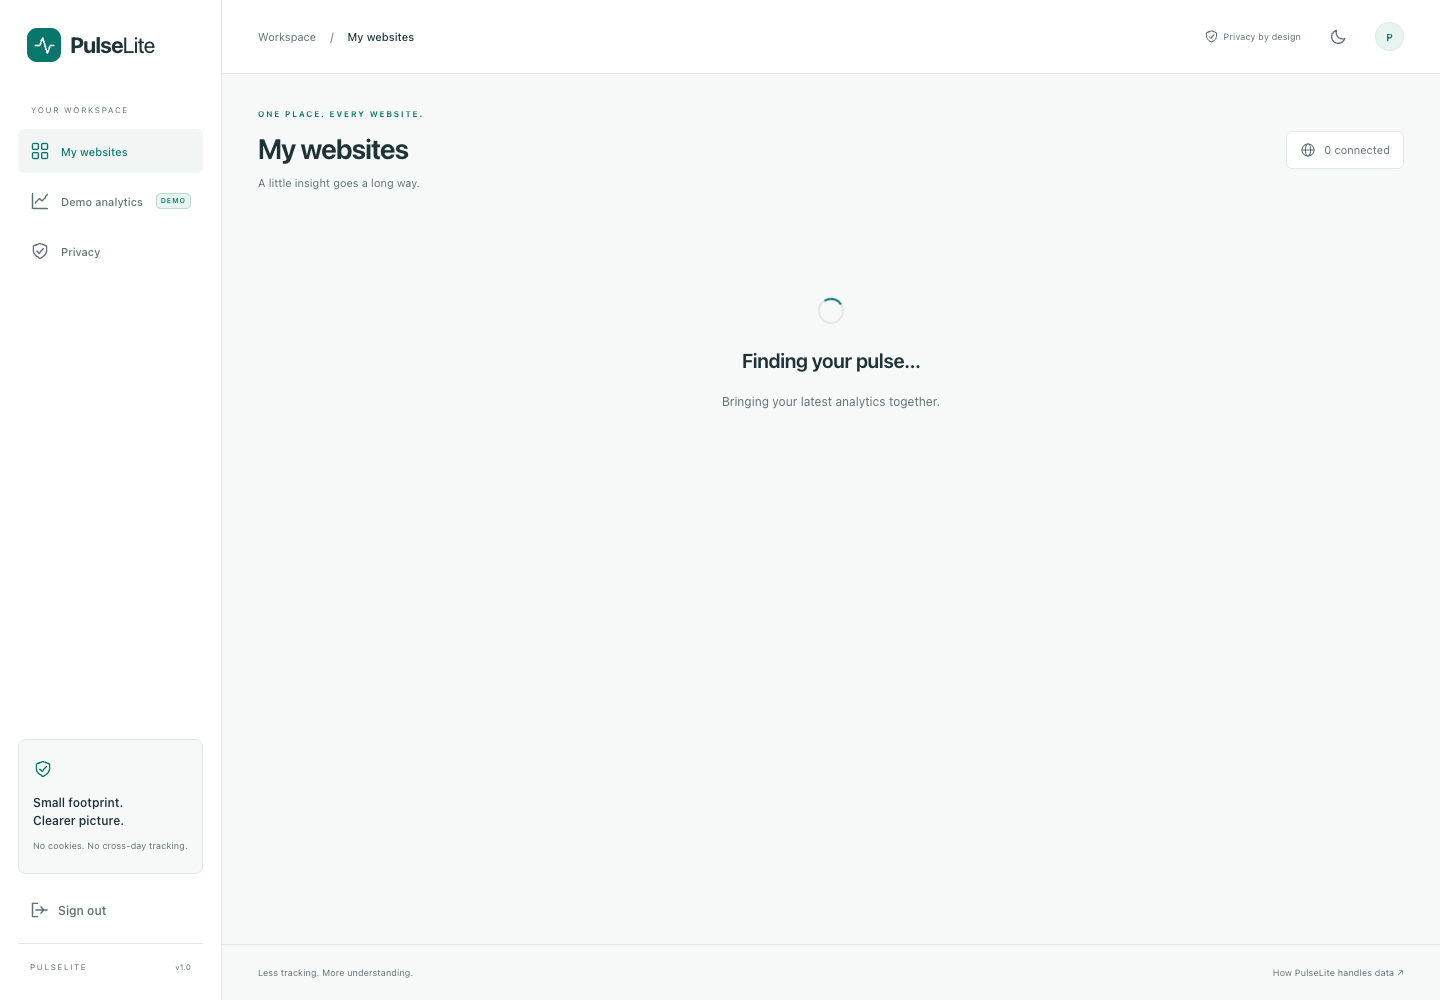 PulseLite
YOUR WORKSPACE
My websites
Demo analytics DEMO
Privacy
Small footprint.
Clearer picture.
No cookies. No cross-day tracking.
Sign out
PULSELITE v1.0
Workspace / My websites
Privacy by design
P
ONE PLACE. EVERY WEBSITE.
My websites
A little insight goes a long way.
0 connected
Finding your pulse...
Bringing your latest analytics together.
Less tracking. More understanding.
How PulseLite handles data ↗